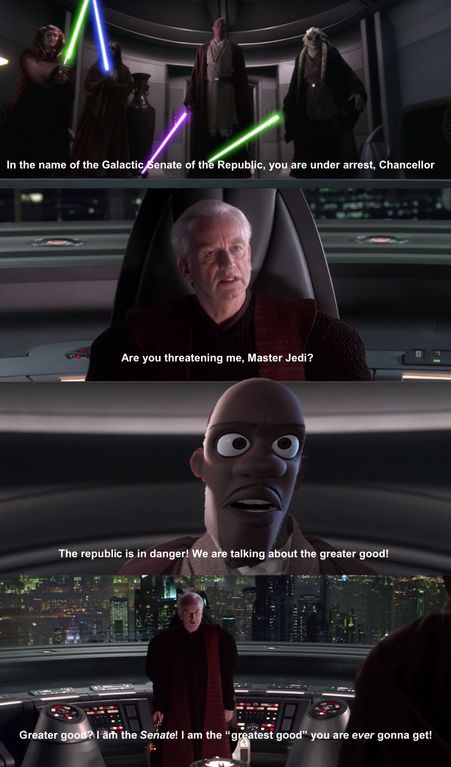 In the name of the Galactic Senate of the Republic, you are under arrest, Chancellor
Are you threatening me, Master Jedi?
The republic is in danger! We are talking about the greater good!
Greater good? I am the Senate! I am the “greatest good” you are ever gonna get!